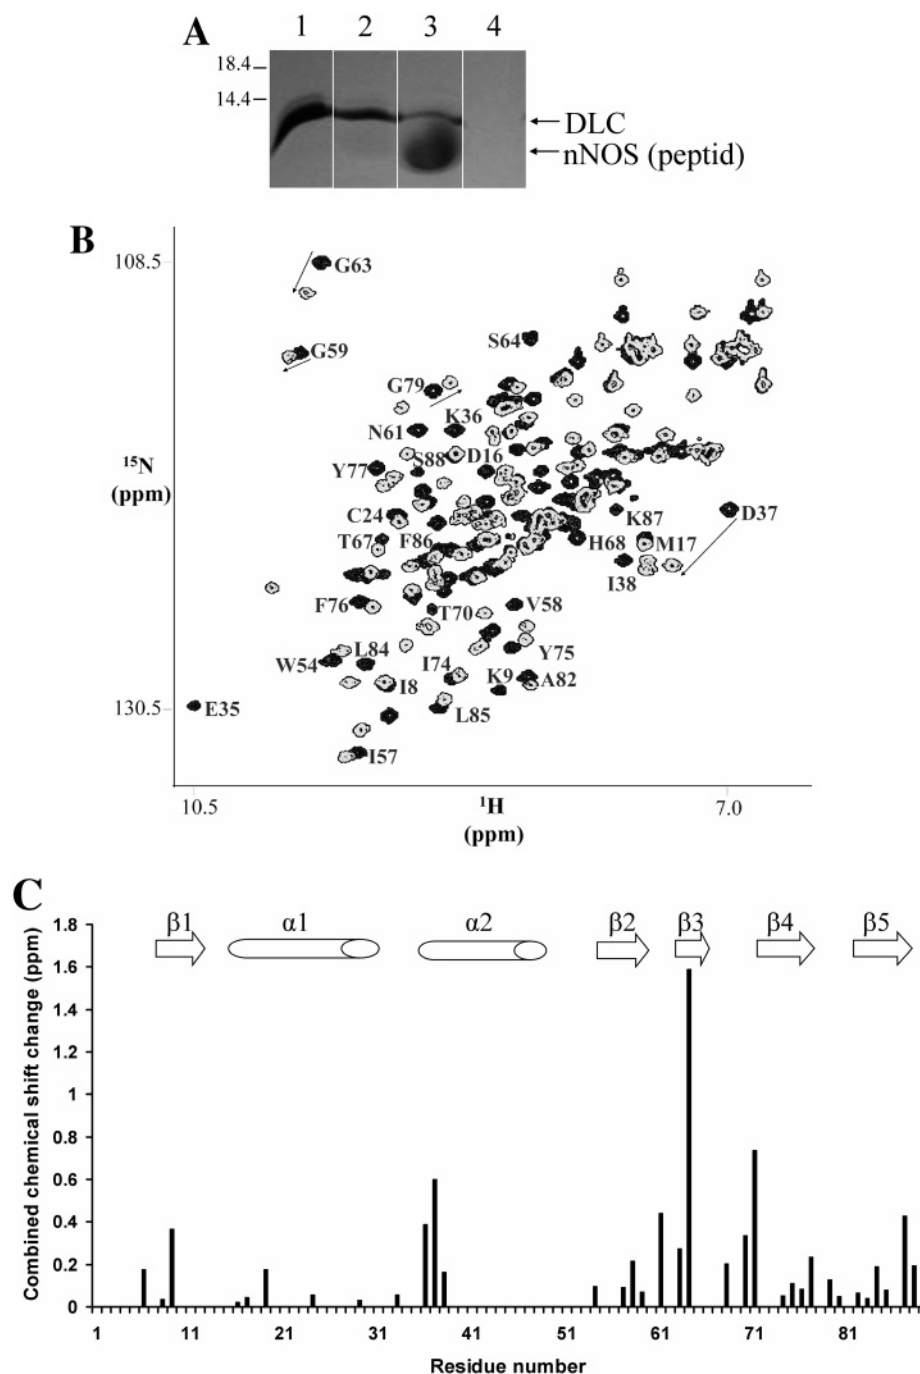 A
1 2 3 4
18.4
14.4
DLC
nNOS (peptid)
B
108.5
G63
G59
S64
G79
K36
N61
D16
S88
Y77
15N
(ppm)
C24
K87
D37
T67
F86
H68
M17
I38
F76
T70
V58
L84
Y75
W54
I74
K9
A82
I8
130.5
E35
L85
I57
10.5
1H
7.0
(ppm)
C
Combined chemical shift change (ppm)
1.8
1.6
1.4
1.2
1
0.8
0.6
0.4
0.2
0
β1 α1 α2 β2 β3 β4 β5
1 11 21 31 41 51 61 71 81
Residue number